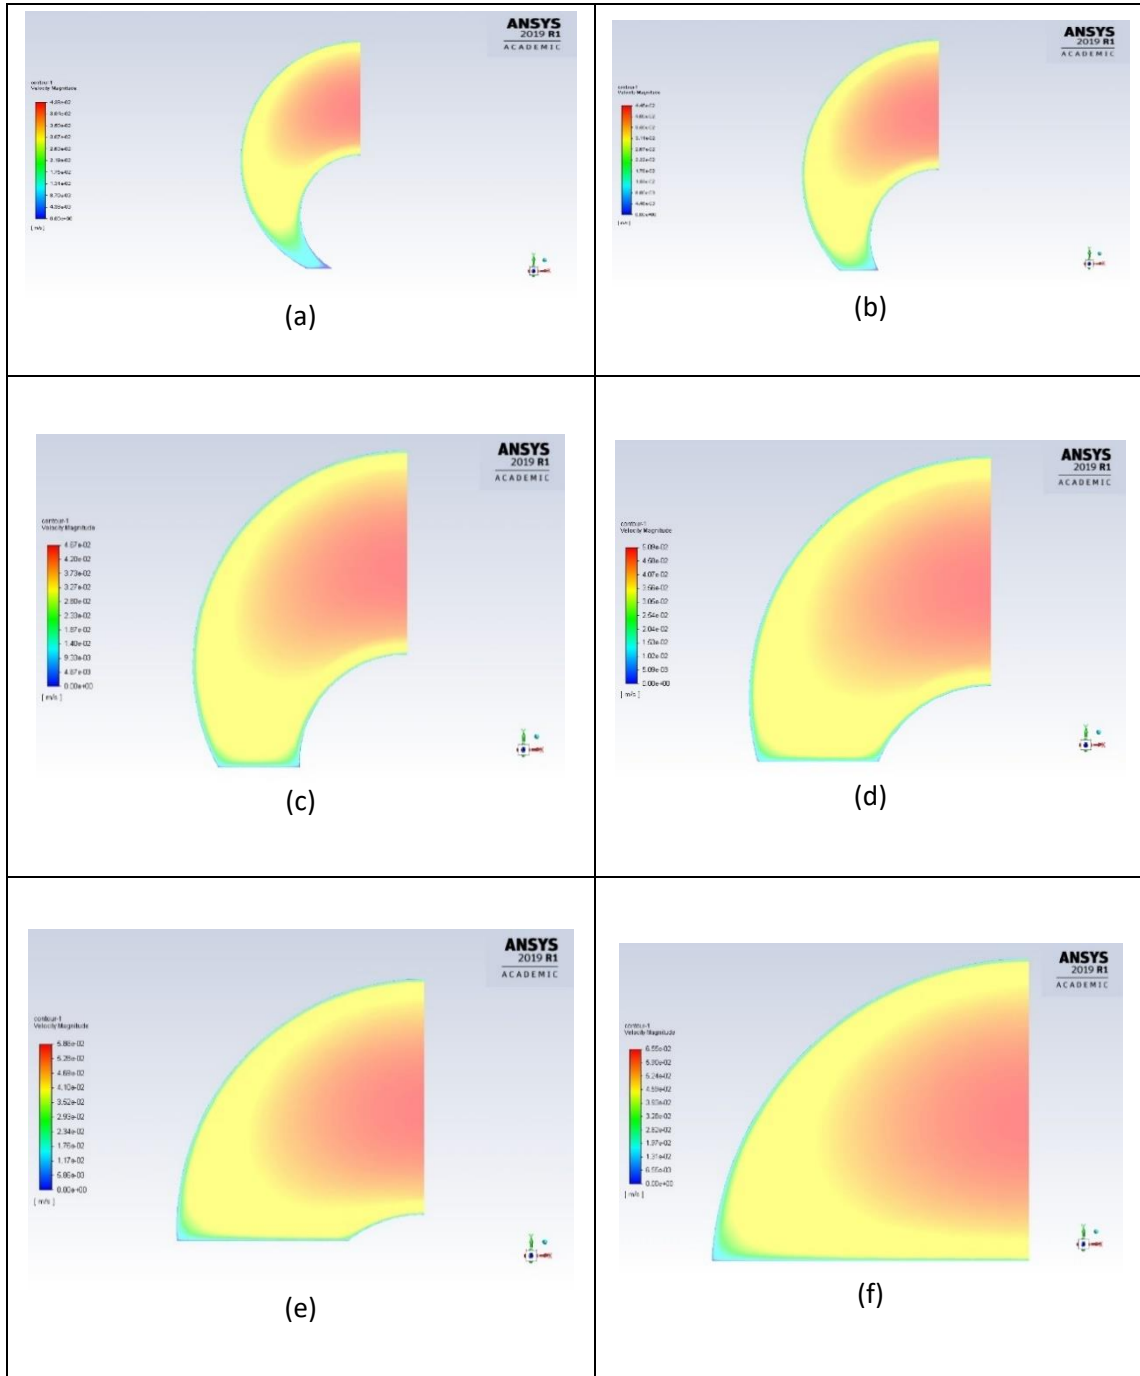 ANSYS
2019 R1
ACADEMIC
contour-1
Velocity Magnitude
[ m/s ]
(a)
ANSYS
2019 R1
ACADEMIC
contour-1
Velocity Magnitude
[ m/s ]
(b)
ANSYS
2019 R1
ACADEMIC
contour-1
Velocity Magnitude
4.67e-02
4.20e-02
3.73e-02
3.27e-02
2.80e-02
2.33e-02
1.87e-02
1.40e-02
9.33e-03
4.67e-03
0.00e+00
[ m/s ]
(c)
ANSYS
2019 R1
ACADEMIC
contour-1
Velocity Magnitude
5.09e-02
4.58e-02
4.07e-02
3.56e-02
3.05e-02
2.54e-02
2.04e-02
1.53e-02
1.02e-02
5.09e-03
0.00e+00
[ m/s ]
(d)
ANSYS
2019 R1
ACADEMIC
contour-1
Velocity Magnitude
5.86e-02
5.28e-02
4.69e-02
4.10e-02
3.52e-02
2.93e-02
2.34e-02
1.76e-02
1.17e-02
5.86e-03
0.00e+00
[ m/s ]
(e)
ANSYS
2019 R1
ACADEMIC
contour-1
Velocity Magnitude
6.55e-02
5.90e-02
5.24e-02
4.59e-02
3.93e-02
3.28e-02
2.62e-02
1.97e-02
1.31e-02
6.55e-03
0.00e+00
[ m/s ]
(f)